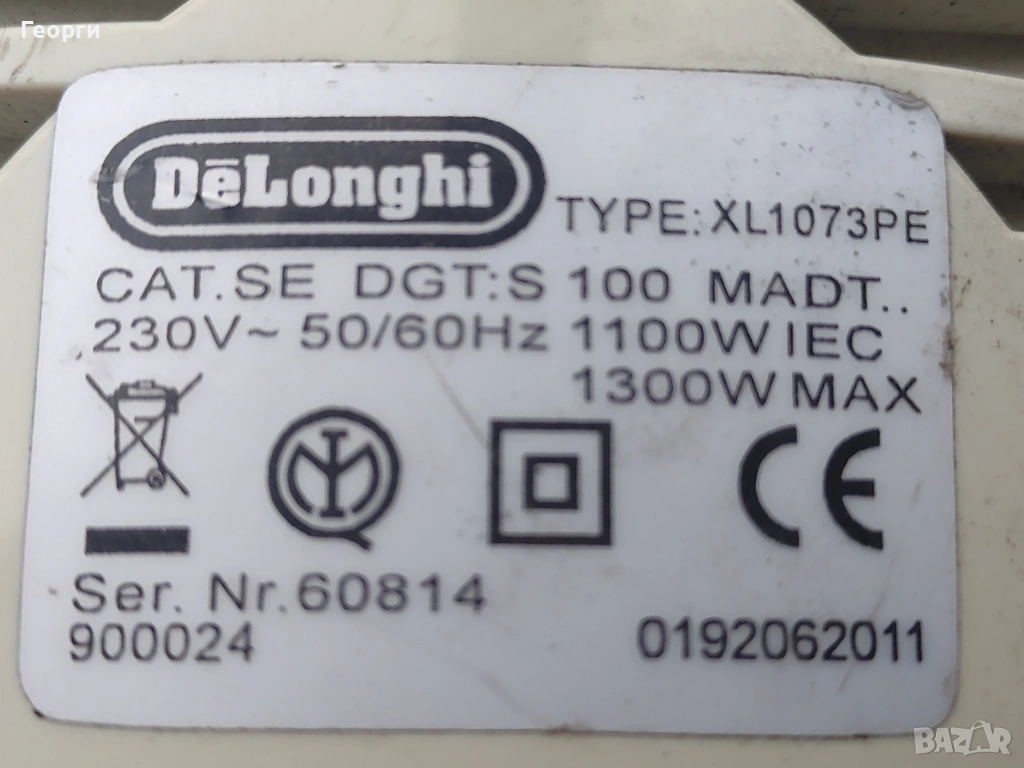 Георги
DēLonghi
TYPE: XL1073PE
CAT.SE DGT:S 100 MADT..
230V~ 50/60Hz 1100W IEC
1300W MAX
CE
Ser. Nr.60814
900024 0192062011
BAZAR